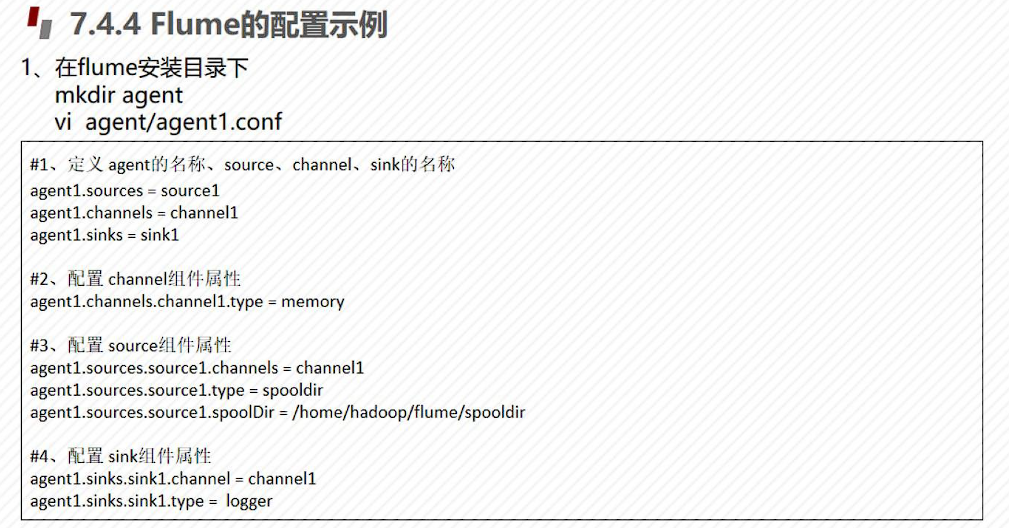 7.4.4 Flume的配置示例
1、在flume安装目录下
mkdir agent
vi agent/agent1.conf
#1、定义 agent的名称、source、channel、sink的名称
agent1.sources = source1
agent1.channels = channel1
agent1.sinks = sink1
#2、配置 channel组件属性
agent1.channels.channel1.type = memory
#3、配置 source组件属性
agent1.sources.source1.channels = channel1
agent1.sources.source1.type = spooldir
agent1.sources.source1.spoolDir = /home/hadoop/flume/spooldir
#4、配置 sink组件属性
agent1.sinks.sink1.channel = channel1
agent1.sinks.sink1.type = logger